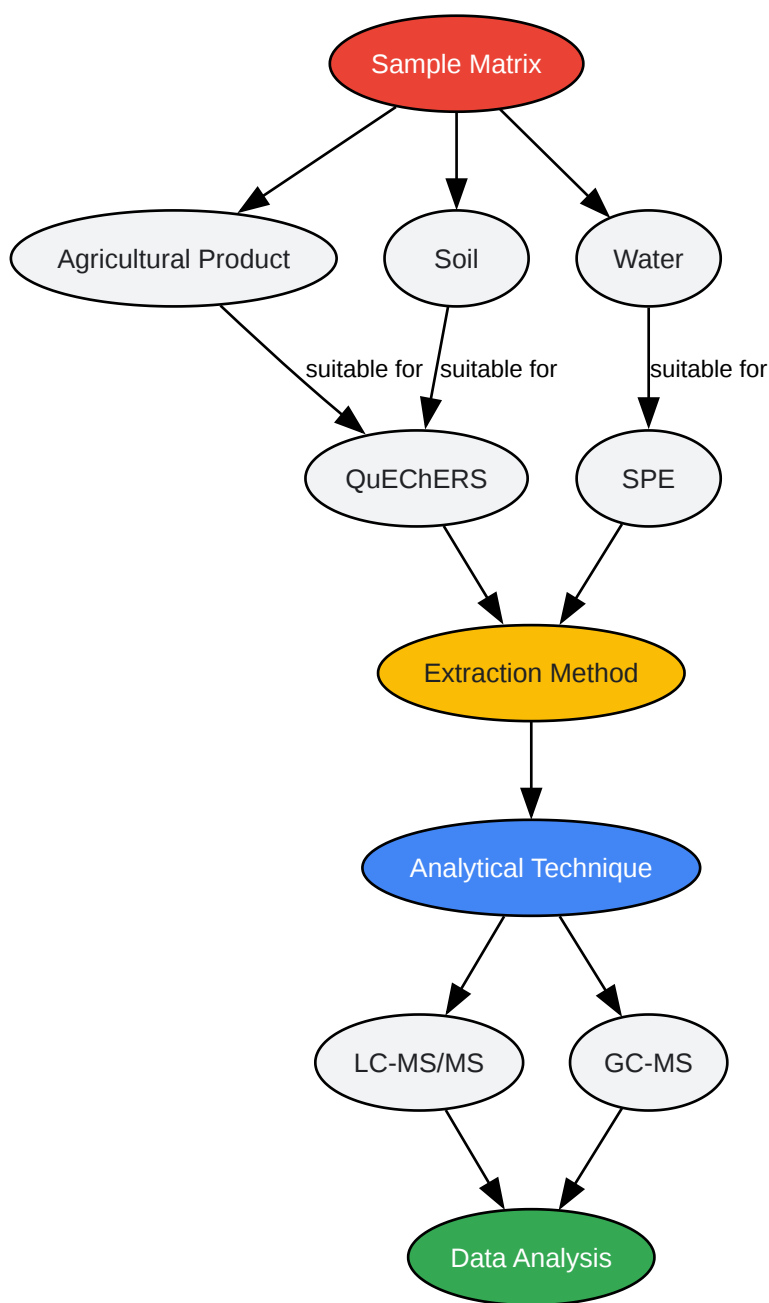 Sample Matrix
Agricultural Product
Soil
Water
suitable for
suitable for
suitable for
QuEChERS
SPE
Extraction Method
Analytical Technique
LC-MS/MS
GC-MS
Data Analysis